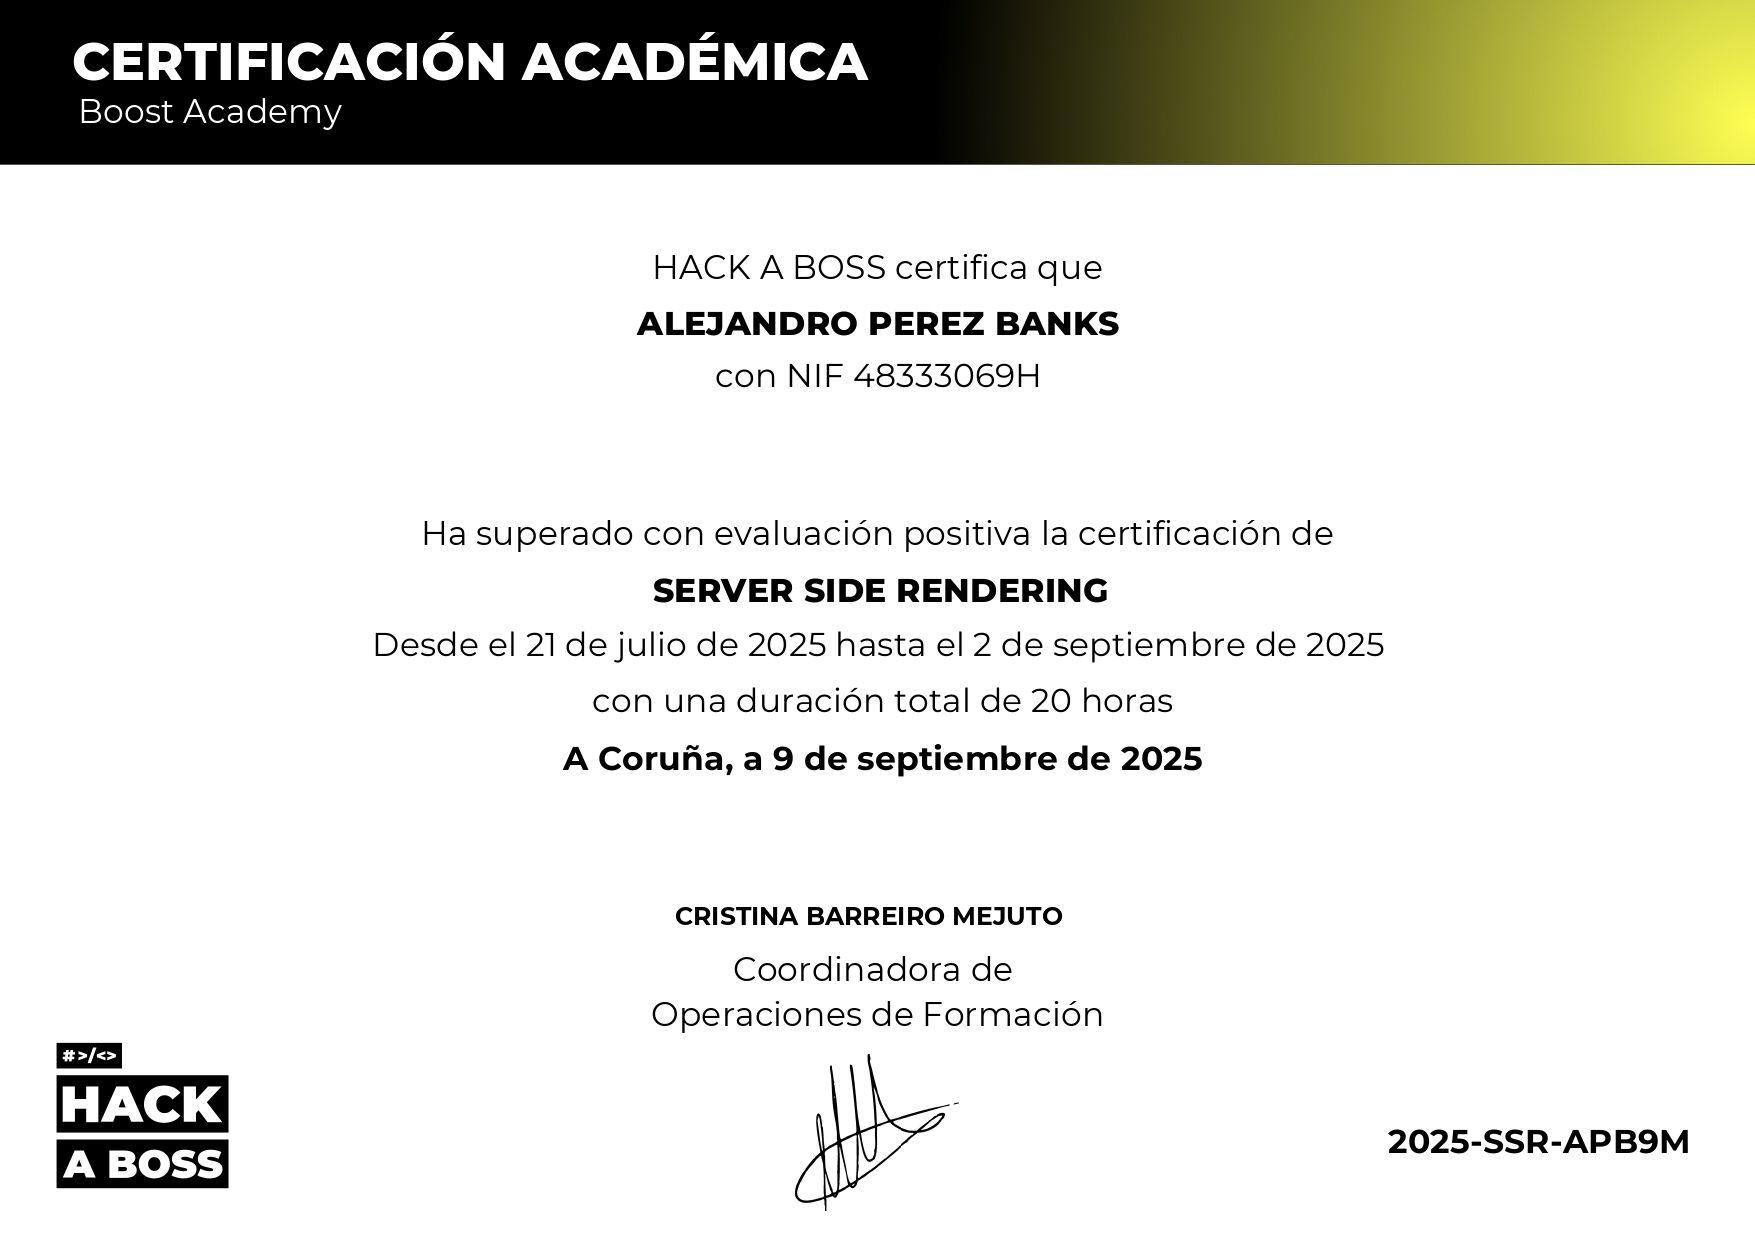 CERTIFICACIÓN ACADÉMICA
Boost Academy
HACK A BOSS certifica que
ALEJANDRO PEREZ BANKS
con NIF 48333069H
Ha superado con evaluación positiva la certificación de
SERVER SIDE RENDERING
Desde el 21 de julio de 2025 hasta el 2 de septiembre de 2025
con una duración total de 20 horas
A Coruña, a 9 de septiembre de 2025
CRISTINA BARREIRO MEJUTO
Coordinadora de
Operaciones de Formación
#>/<>
HACK
A BOSS
2025-SSR-APB9M